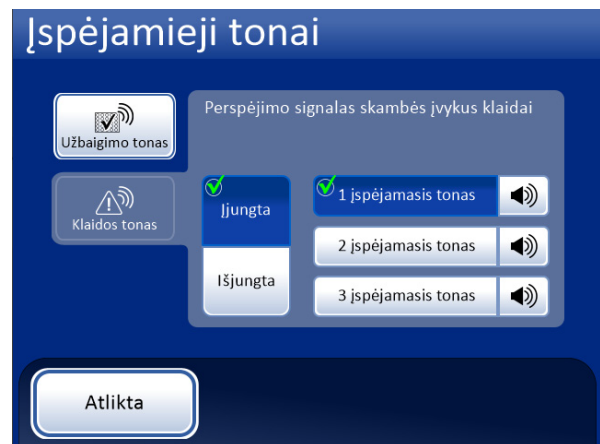 Įspėjamieji tonai
Užbaigimo tonas
Perspėjimo signalas skambės įvykus klaidai
Klaidos tonas
Įjungta
Išjungta
1 įspėjamasis tonas
2 įspėjamasis tonas
3 įspėjamasis tonas
Atlikta